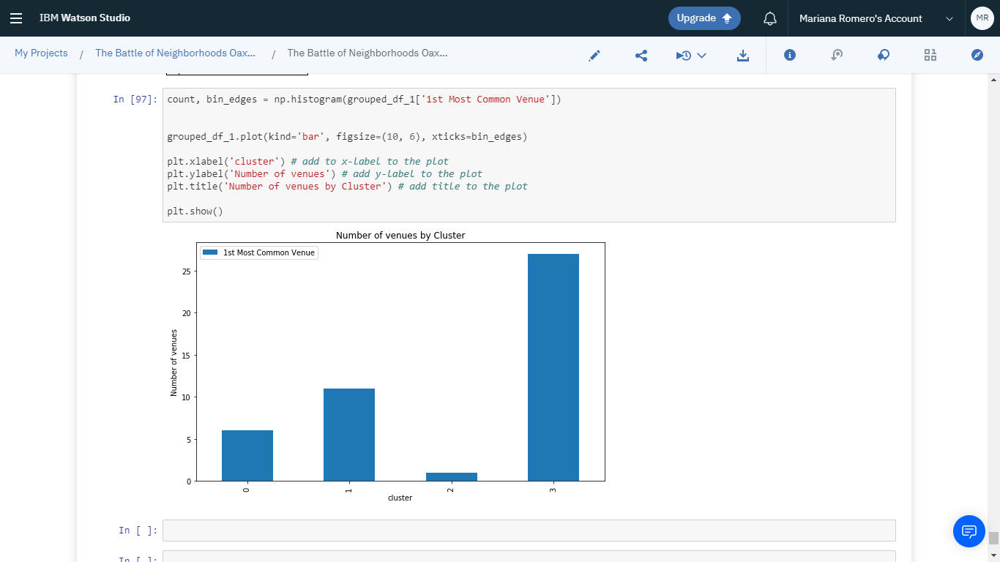 IBM Watson Studio
Upgrade
Mariana Romero's Account
MR
My Projects / The Battle of Neighborhoods Oax... / The Battle of Neighborhoods Oax...
In [97]:
count, bin_edges = np.histogram(grouped_df_1['1st Most Common Venue'])
grouped_df_1.plot(kind='bar', figsize=(10, 6), xticks=bin_edges)
plt.xlabel('cluster') # add to x-label to the plot
plt.ylabel('Number of venues') # add y-label to the plot
plt.title('Number of venues by Cluster') # add title to the plot
plt.show()
Number of venues by Cluster
1st Most Common Venue
25
20
15
10
5
0
Number of venues
0 1 2 3
cluster
In [ ]:
In [ ]: